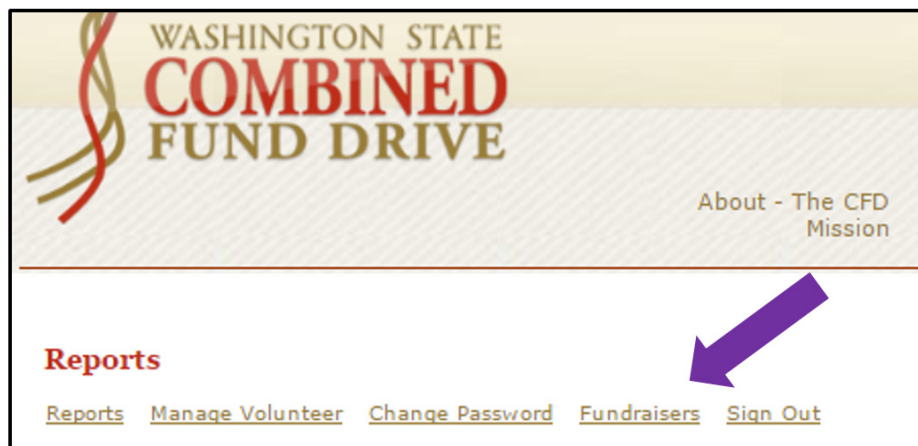 WASHINGTON STATE
COMBINED
FUND DRIVE
About - The CFD
Mission
Reports
Reports Manage Volunteer Change Password Fundraisers Sign Out